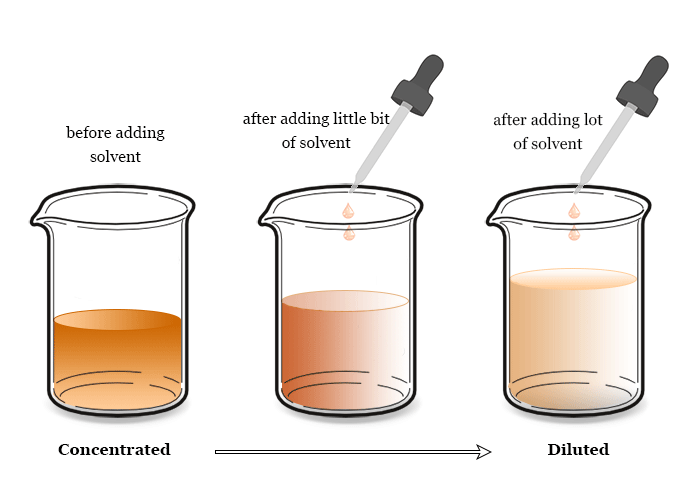 before adding
solvent
after adding little bit
of solvent
after adding lot
of solvent
Concentrated
Diluted